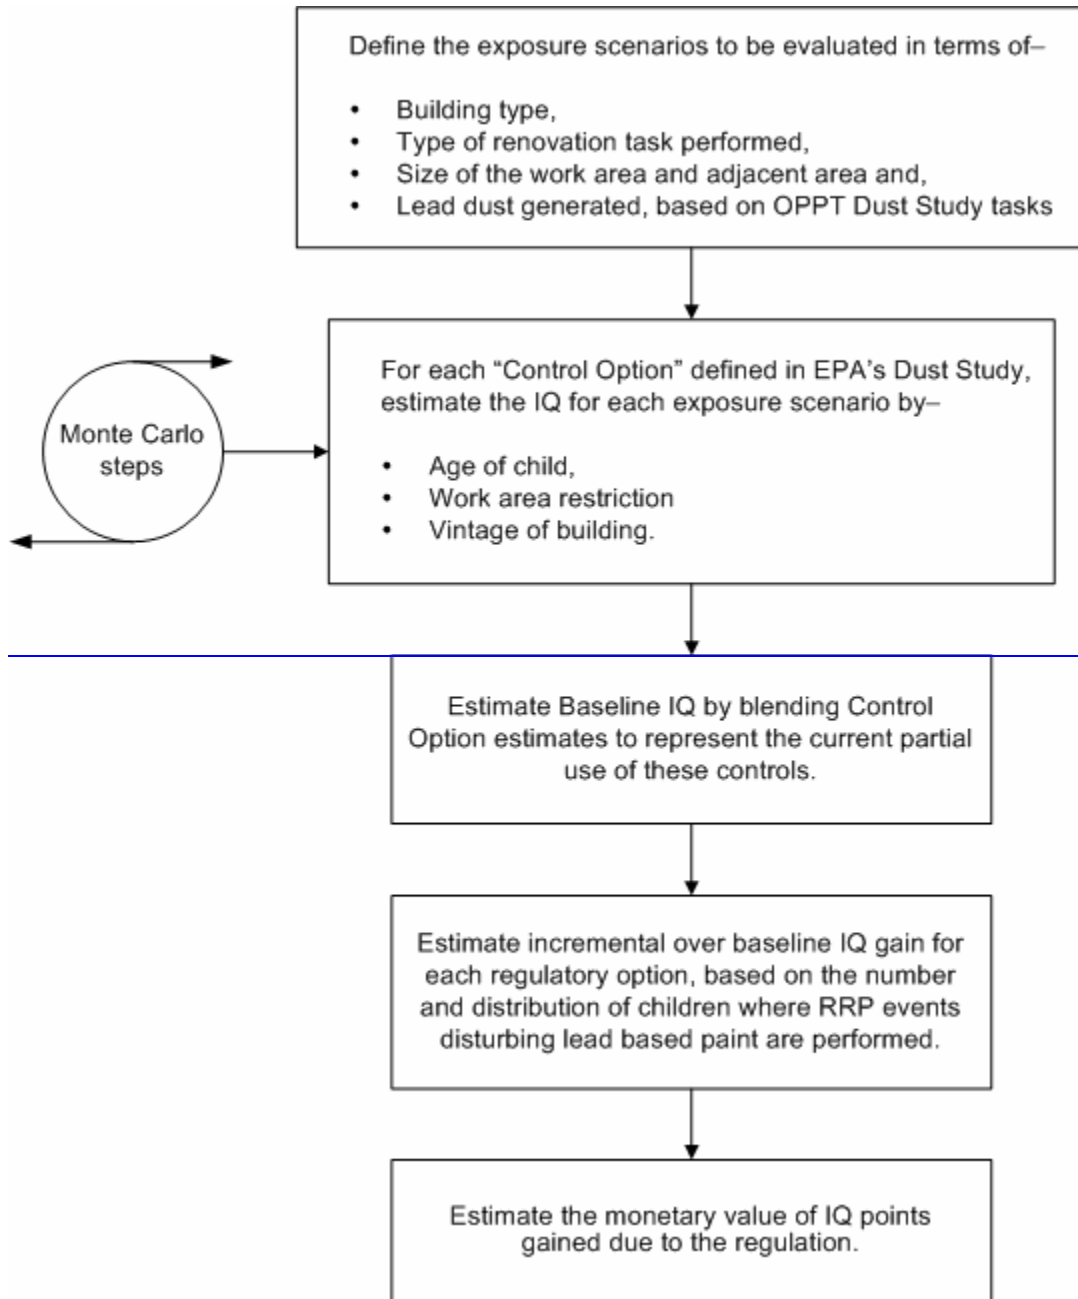 Define the exposure scenarios to be evaluated in terms of–
• Building type,
• Type of renovation task performed,
• Size of the work area and adjacent area and,
• Lead dust generated, based on OPPT Dust Study tasks
Monte Carlo
steps
For each “Control Option” defined in EPA’s Dust Study,
estimate the IQ for each exposure scenario by–
• Age of child,
• Work area restriction
• Vintage of building.
Estimate Baseline IQ by blending Control
Option estimates to represent the current partial
use of these controls.
Estimate incremental over baseline IQ gain for
each regulatory option, based on the number
and distribution of children where RRP events
disturbing lead based paint are performed.
Estimate the monetary value of IQ points
gained due to the regulation.